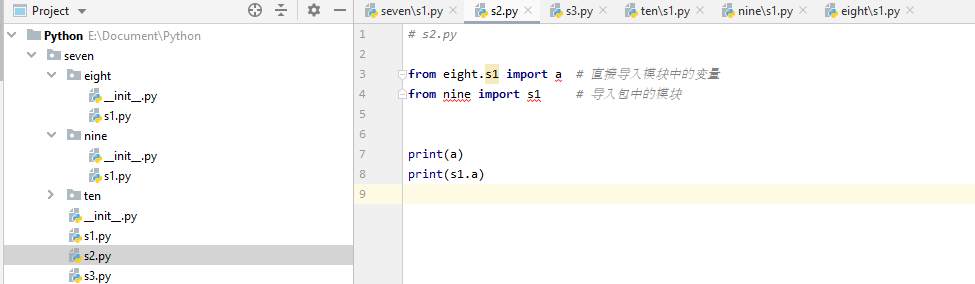 Project
Python E:\Document\Python
seven
eight
__init__.py
s1.py
nine
__init__.py
s1.py
ten
__init__.py
s1.py
s2.py
s3.py
seven\s1.py s2.py s3.py ten\s1.py nine\s1.py eight\s1.py
1 # s2.py
2
3 from eight.s1 import a # 直接导入模块中的变量
4 from nine import s1 # 导入包中的模块
5
6
7 print(a)
8 print(s1.a)
9